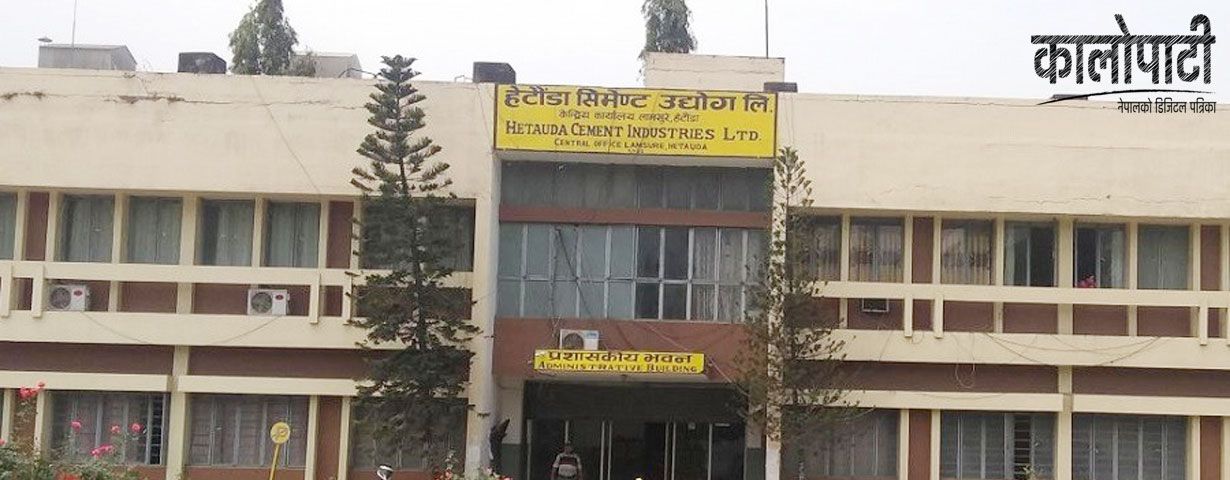 कालोपाटी
नेपालको डिजिटल पत्रिका
हेटौंडा सिमेण्ट उद्योग लि.
केन्द्रिय कार्यालय लामसुरे, हेटौंडा
HETAUDA CEMENT INDUSTRIES LTD.
CENTRAL OFFICE LAMSURE, HETAUDA
प्रशासकीय भवन
ADMINISTRATIVE BUILDING